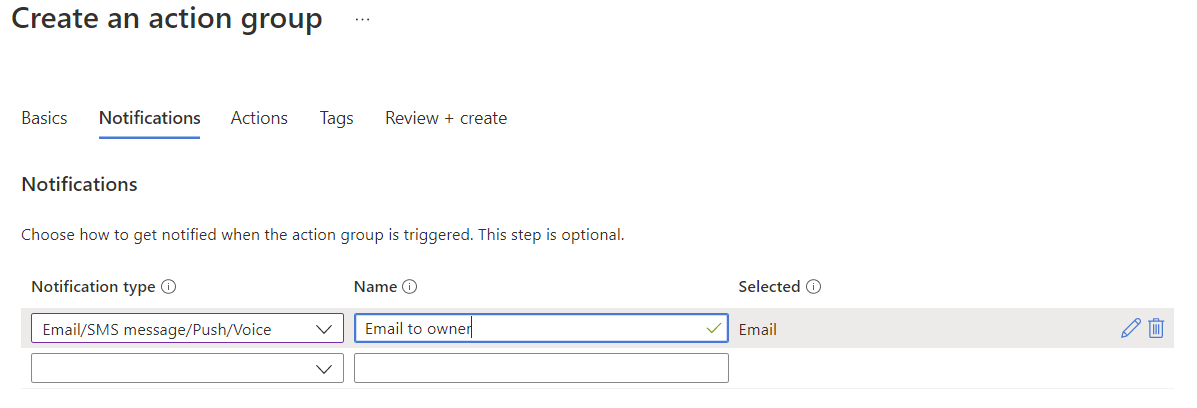 Create an action group ...
Basics Notifications Actions Tags Review + create
Notifications
Choose how to get notified when the action group is triggered. This step is optional.
Notification type Name Selected
Email/SMS message/Push/Voice Email to owner Email